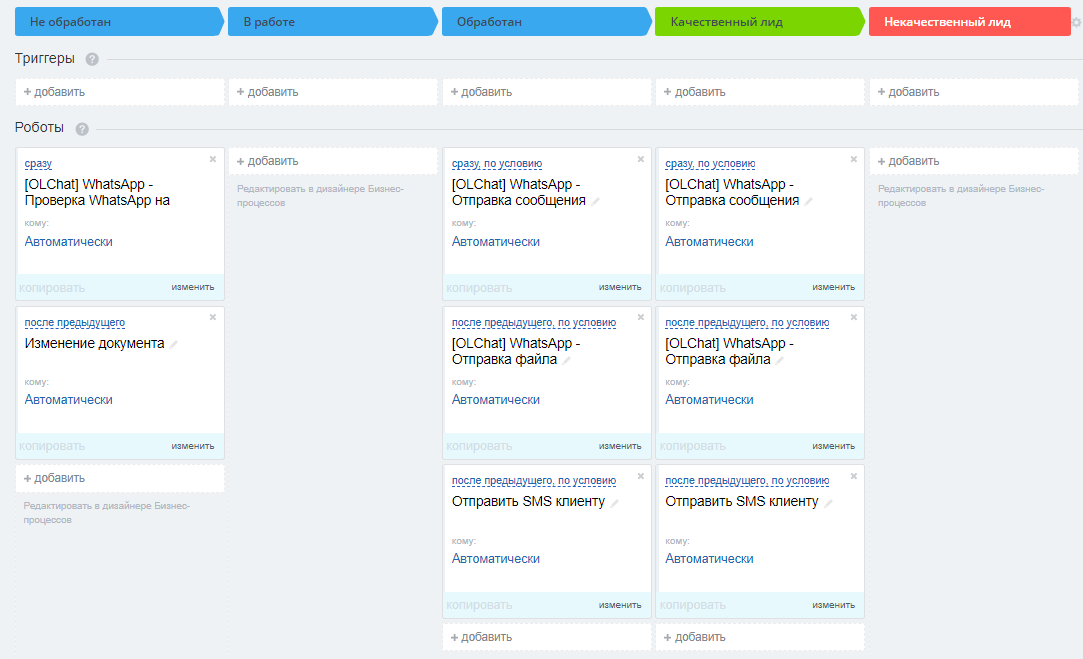 Не обработан
В работе
Обработан
Качественный лид
Некачественный лид
Триггеры ?
+ добавить
+ добавить
+ добавить
+ добавить
+ добавить
Роботы ?
сразу
[OLChat] WhatsApp -
Проверка WhatsApp на
кому:
Автоматически
копировать
изменить
после предыдущего
Изменение документа
кому:
Автоматически
копировать
изменить
+ добавить
Редактировать в дизайнере Бизнес-
процессов
+ добавить
Редактировать в дизайнере Бизнес-
процессов
сразу, по условию
[OLChat] WhatsApp -
Отправка сообщения
кому:
Автоматически
копировать
изменить
после предыдущего, по условию
[OLChat] WhatsApp -
Отправка файла
кому:
Автоматически
копировать
изменить
после предыдущего, по условию
Отправить SMS клиенту
кому:
Автоматически
копировать
изменить
+ добавить
сразу, по условию
[OLChat] WhatsApp -
Отправка сообщения
кому:
Автоматически
копировать
изменить
после предыдущего, по условию
[OLChat] WhatsApp -
Отправка файла
кому:
Автоматически
копировать
изменить
после предыдущего, по условию
Отправить SMS клиенту
кому:
Автоматически
копировать
изменить
+ добавить
+ добавить
Редактировать в дизайнере Бизнес-
процессов